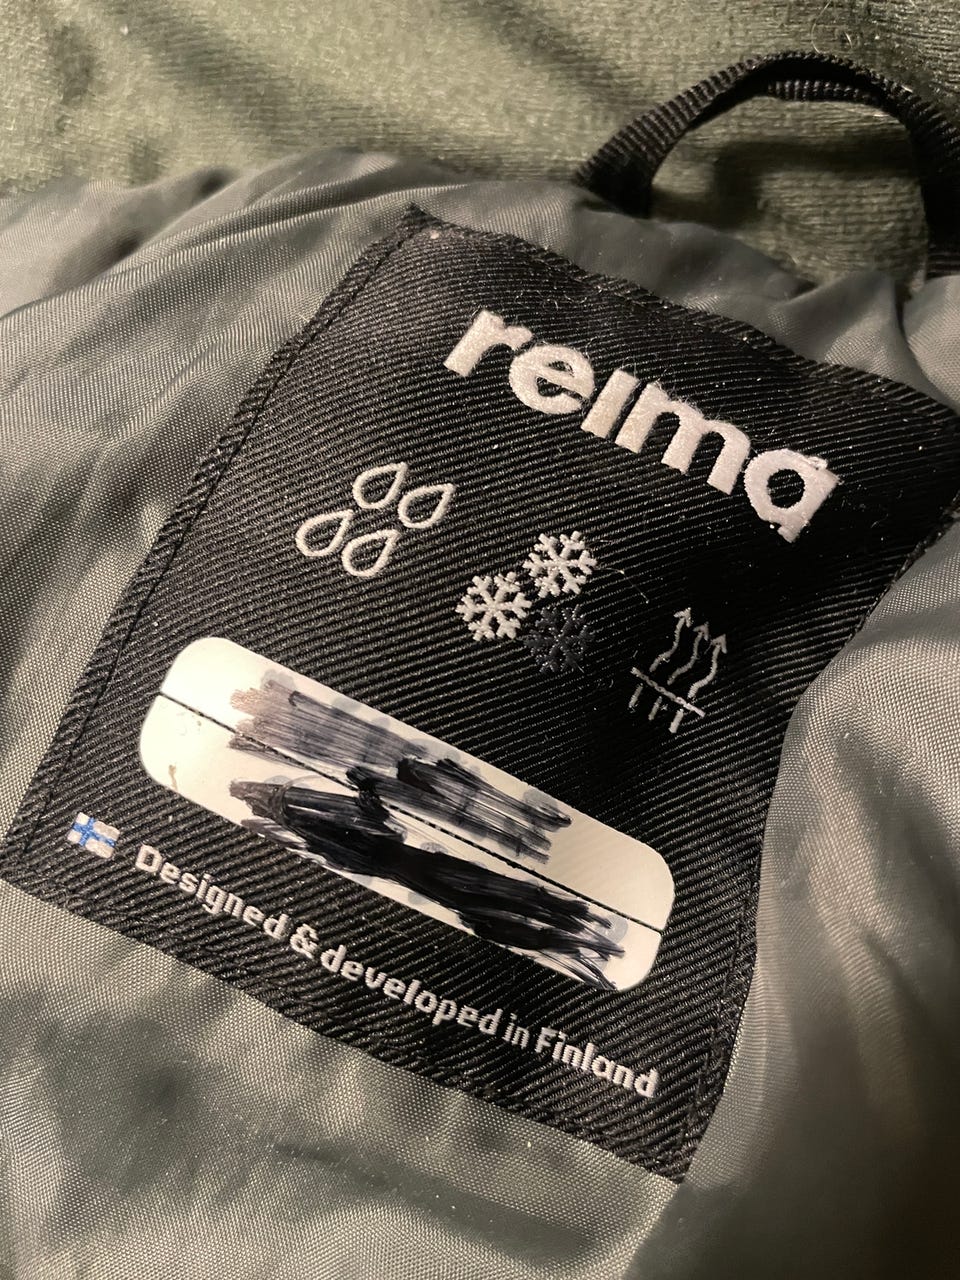 reima
Designed & developed in Finland